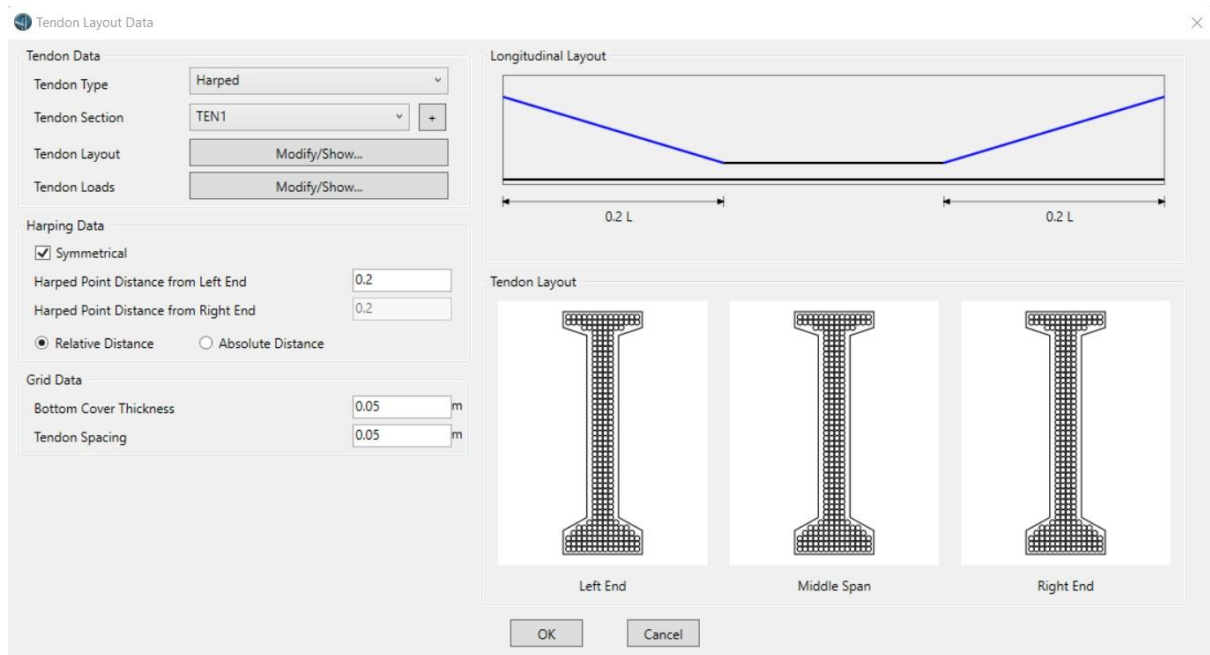 Tendon Layout Data
Tendon Data
Tendon Type Harped
Tendon Section TEN1 +
Tendon Layout Modify/Show...
Tendon Loads Modify/Show...
Harping Data
Symmetrical
Harped Point Distance from Left End 0.2
Harped Point Distance from Right End 0.2
Relative Distance Absolute Distance
Grid Data
Bottom Cover Thickness 0.05 m
Tendon Spacing 0.05 m
Longitudinal Layout
0.2 L 0.2 L
Tendon Layout
Left End Middle Span Right End
OK Cancel